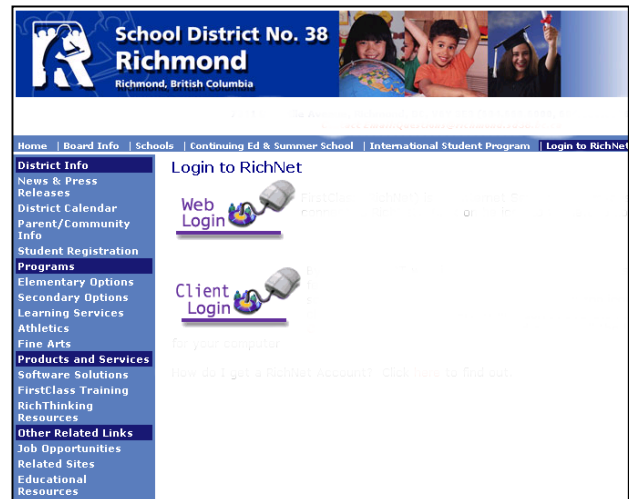 School District No. 38
Richmond
Richmond, British Columbia
Home | Board Info | Schools | Continuing Ed & Summer School | International Student Program | Login to RichNet
District Info
News & Press
Releases
District Calendar
Parent/Community
Info
Student Registration
Programs
Elementary Options
Secondary Options
Learning Services
Athletics
Fine Arts
Products and Services
Software Solutions
FirstClass Training
RichThinking
Resources
Other Related Links
Job Opportunities
Related Sites
Educational
Resources
Login to RichNet
Web
Login
Client
Login
for your computer
How do I get a RichNet Account? Click here to find out.